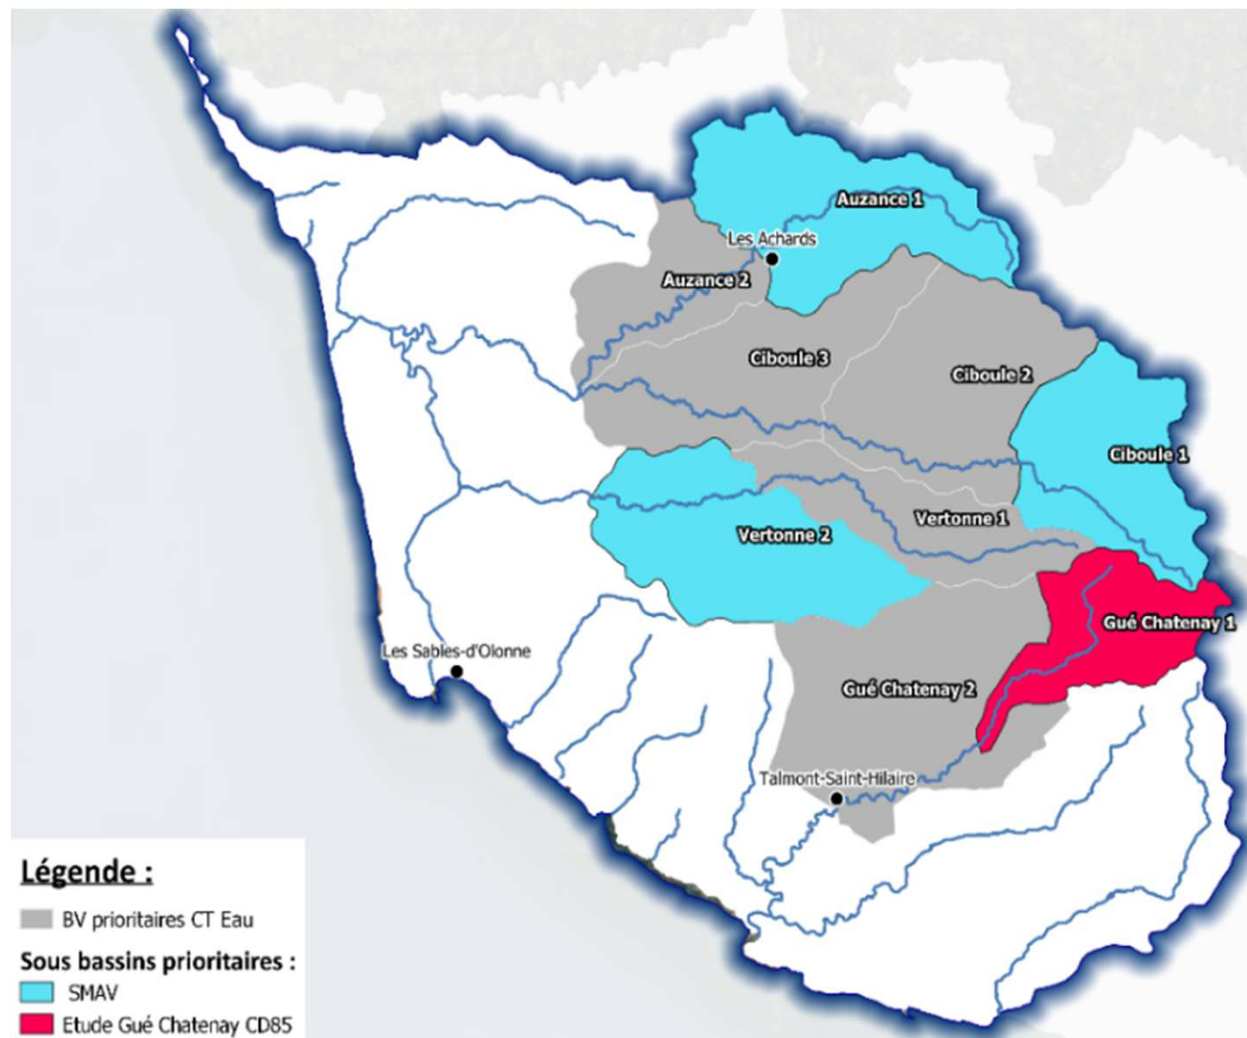 Auzance 1
Les Achards
Auzance 2
Ciboule 3
Ciboule 2
Ciboule 1
Vertonne 1
Vertonne 2
Gué Chatenay 1
Les Sables-d'Olonne
Gué Chatenay 2
Talmont-Saint-Hilaire
Légende :
BV prioritaires CT Eau
Sous bassins prioritaires :
SMAV
Etude Gué Chatenay CD85